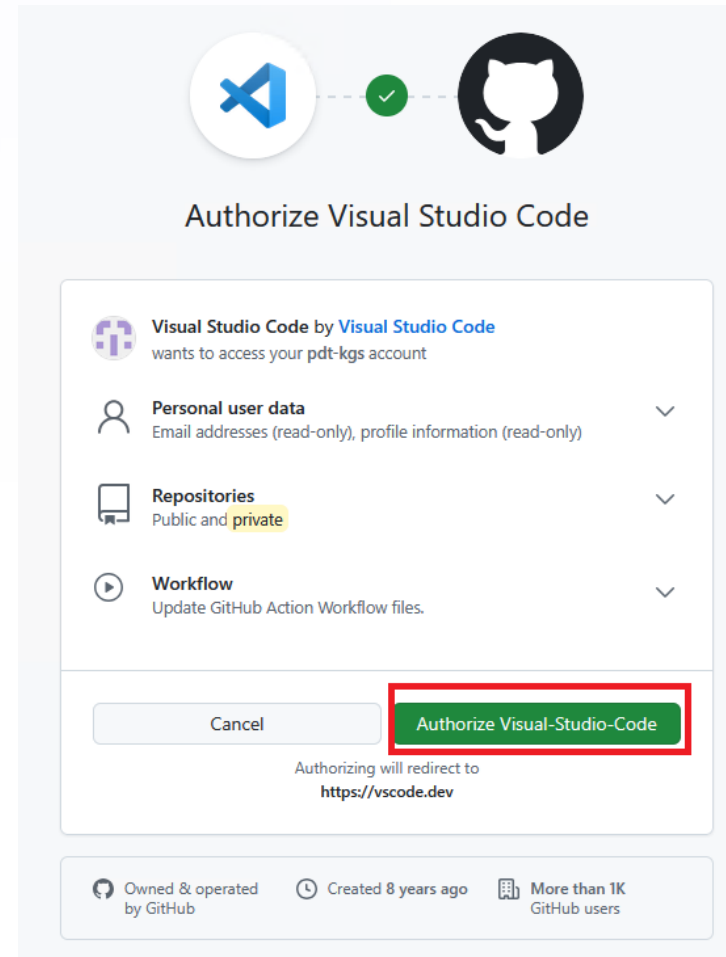 Authorize Visual Studio Code
Visual Studio Code by Visual Studio Code
wants to access your pdt-kgs account
Personal user data
Email addresses (read-only), profile information (read-only)
Repositories
Public and private
Workflow
Update GitHub Action Workflow files.
Cancel
Authorize Visual-Studio-Code
Authorizing will redirect to
https://vscode.dev
Owned & operated
by GitHub
Created 8 years ago
More than 1K
GitHub users